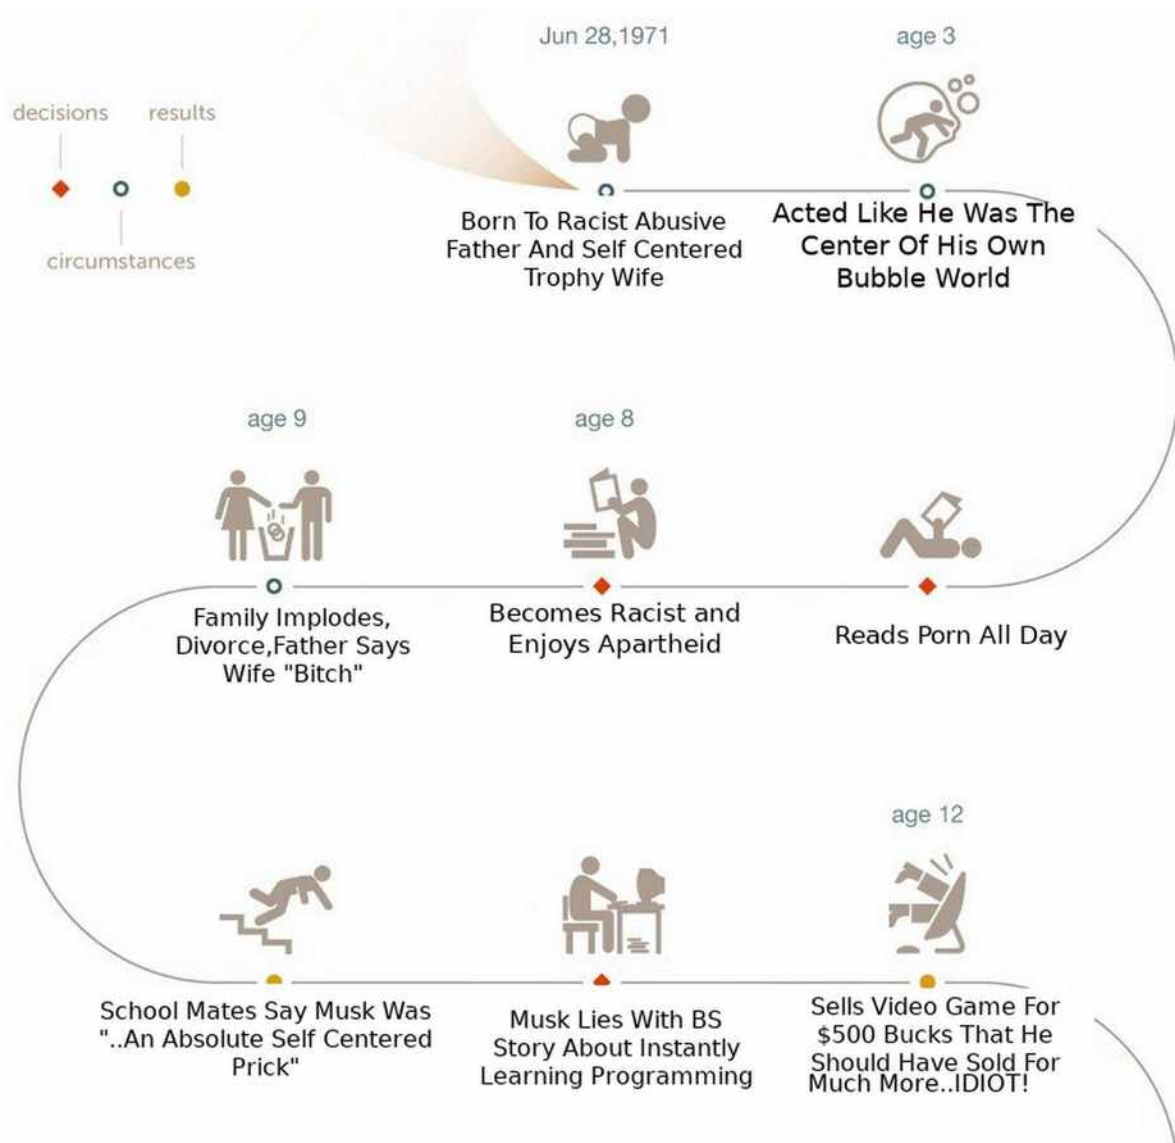 Jun 28,1971
age 3
decisions
results
circumstances
Born To Racist Abusive
Father And Self Centered
Trophy Wife
Acted Like He Was The
Center Of His Own
Bubble World
age 9
age 8
Family Implodes,
Divorce,Father Says
Wife "Bitch"
Becomes Racist and
Enjoys Apartheid
Reads Porn All Day
age 12
School Mates Say Musk Was
"..An Absolute Self Centered
Prick"
Musk Lies With BS
Story About Instantly
Learning Programming
Sells Video Game For
$500 Bucks That He
Should Have Sold For
Much More..IDIOT!